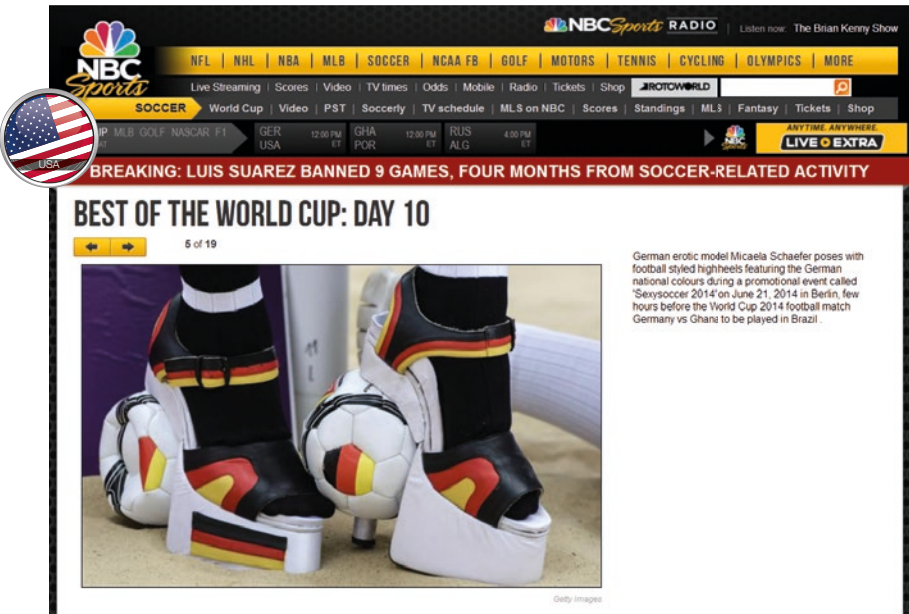 NBC Sports RADIO | Listen now: The Brian Kenny Show
NBC Sports
NFL | NHL | NBA | MLB | SOCCER | NCAA FB | GOLF | MOTORS | TENNIS | CYCLING | OLYMPICS | MORE
Live Streaming | Scores | Video | TV times | Odds | Mobile | Radio | Tickets | Shop ROTOWORLD
SOCCER World Cup | Video | PST | Soccerly | TV schedule | MLS on NBC | Scores | Standings | MLS | Fantasy | Tickets | Shop
MLB GOLF NASCAR F1
GER 12:00 PM
USA ET
GHA 12:00 PM
POR ET
RUS 4:00 PM
ALG ET
NBC Sports
ANYTIME. ANYWHERE.
LIVE EXTRA
USA
BREAKING: LUIS SUAREZ BANNED 9 GAMES, FOUR MONTHS FROM SOCCER-RELATED ACTIVITY
BEST OF THE WORLD CUP: DAY 10
5 of 19
German erotic model Micaela Schaefer poses with
football styled highheels featuring the German
national colours during a promotional event called
'Sexysoccer 2014'on June 21, 2014 in Berlin, few
hours before the World Cup 2014 football match
Germany vs Ghana to be played in Brazil .
11
Getty Images